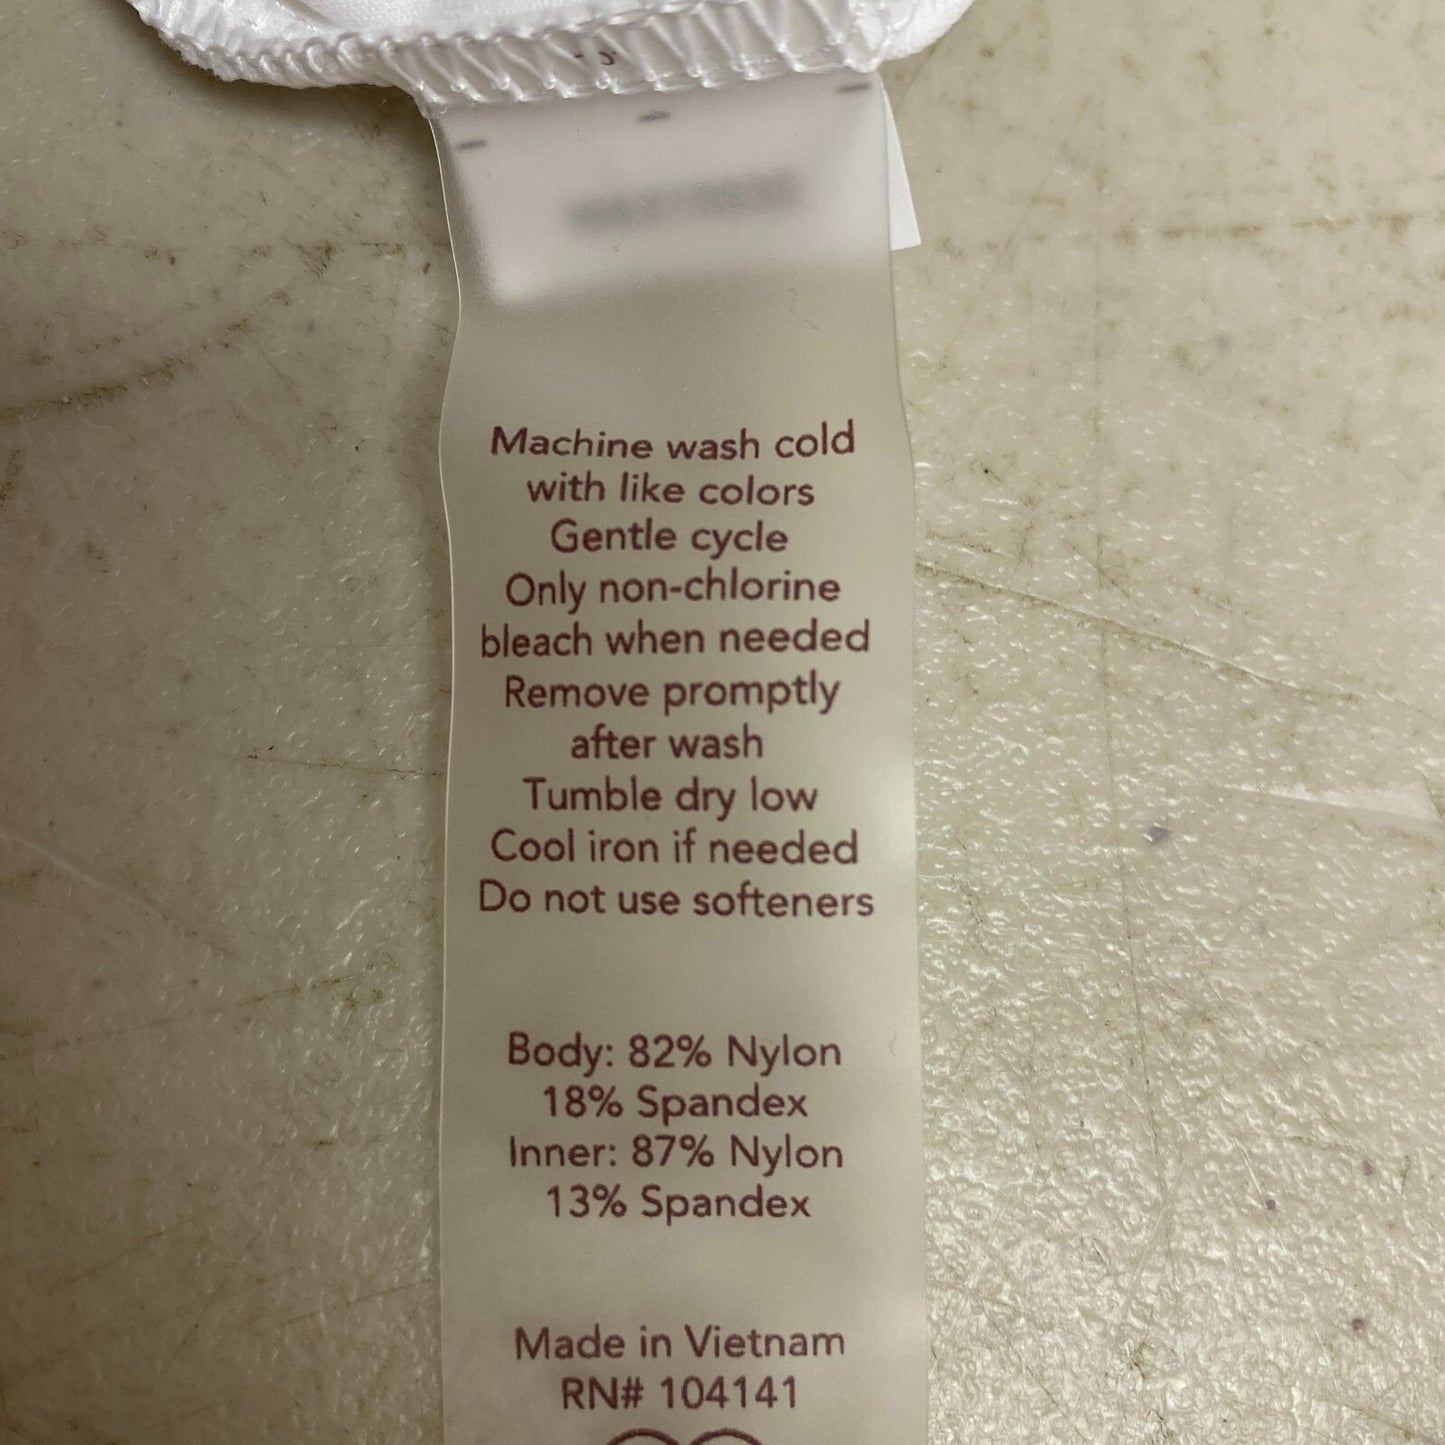 Machine wash cold
with like colors
Gentle cycle
Only non-chlorine
bleach when needed
Remove promptly
after wash
Tumble dry low
Cool iron if needed
Do not use softeners
Body: 82% Nylon
18% Spandex
Inner: 87% Nylon
13% Spandex
Made in Vietnam
RN# 104141